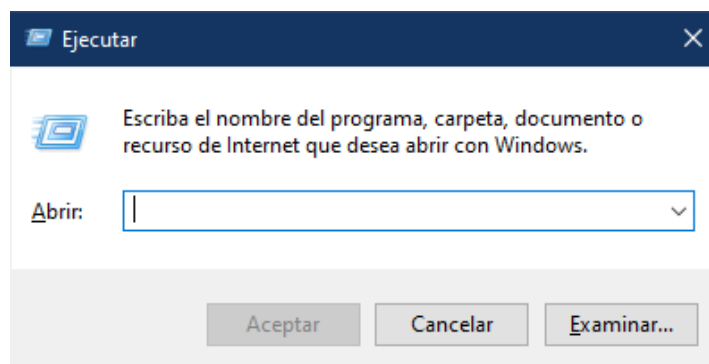 Ejecutar
Escriba el nombre del programa, carpeta, documento o
recurso de Internet que desea abrir con Windows.
Abrir:
Aceptar Cancelar Examinar...